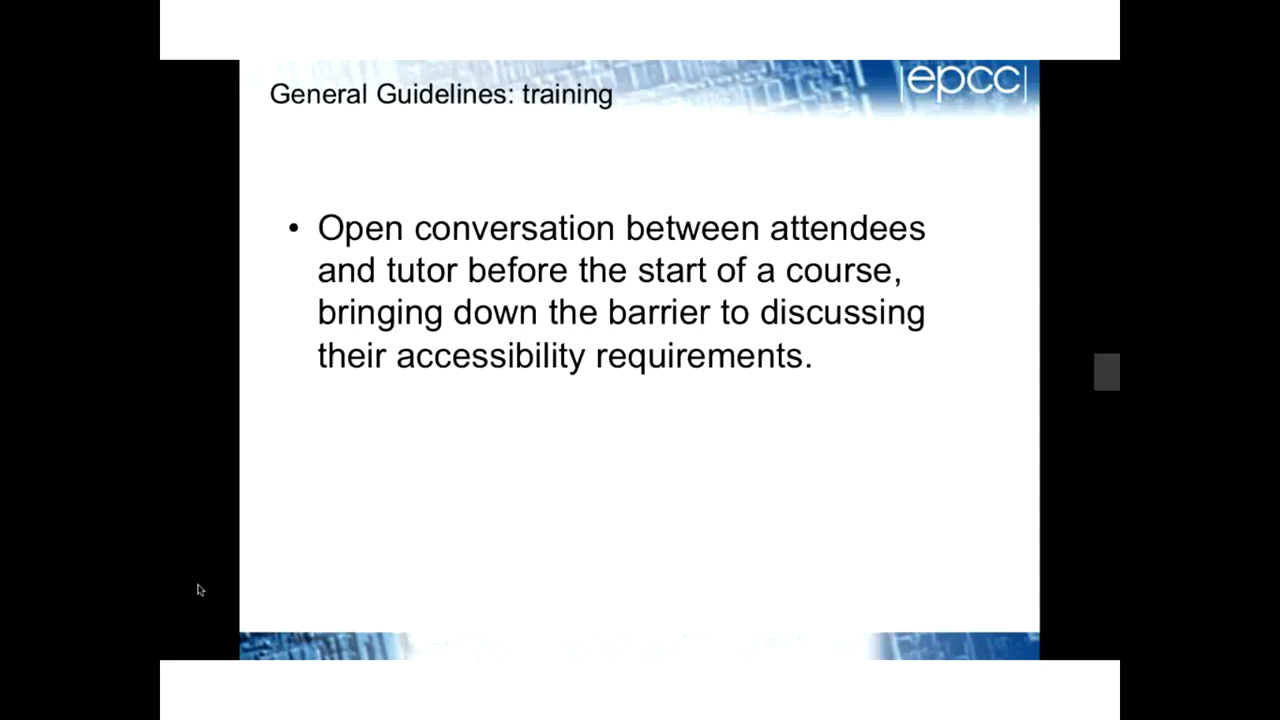 |epcc|
General Guidelines: training
• Open conversation between attendees
and tutor before the start of a course,
bringing down the barrier to discussing
their accessibility requirements.